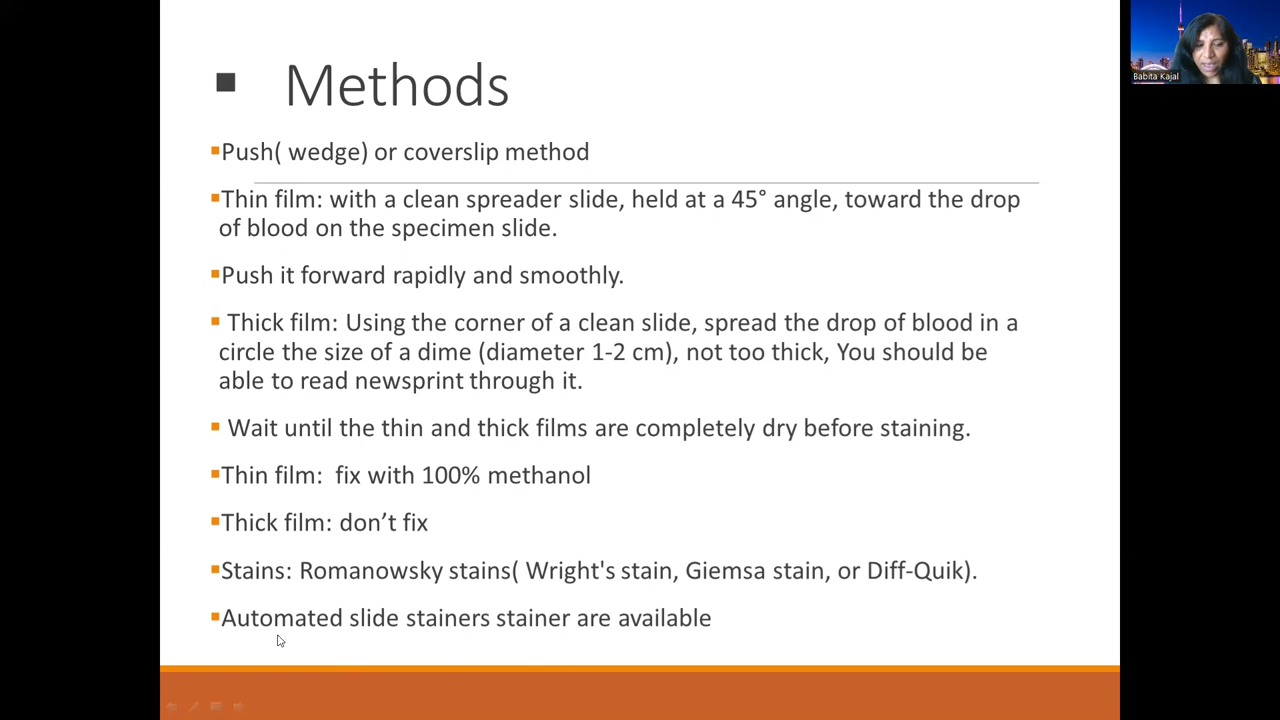 Methods
Push( wedge) or coverslip method
Thin film: with a clean spreader slide, held at a 45° angle, toward the drop
of blood on the specimen slide.
Push it forward rapidly and smoothly.
Thick film: Using the corner of a clean slide, spread the drop of blood in a
circle the size of a dime (diameter 1-2 cm), not too thick, You should be
able to read newsprint through it.
Wait until the thin and thick films are completely dry before staining.
Thin film:  fix with 100% methanol
Thick film: don’t fix
Stains: Romanowsky stains( Wright's stain, Giemsa stain, or Diff-Quik).
Automated slide stainers stainer are available
Babita Kajal